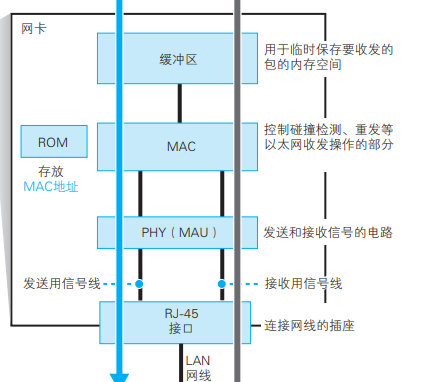 网卡
缓冲区
用于临时保存要收发的
包的内存空间
ROM
存放
MAC地址
MAC
控制碰撞检测、重发等
以太网收发操作的部分
PHY（MAU）
发送和接收信号的电路
发送用信号线
接收用信号线
RJ-45
接口
连接网线的插座
LAN
网线